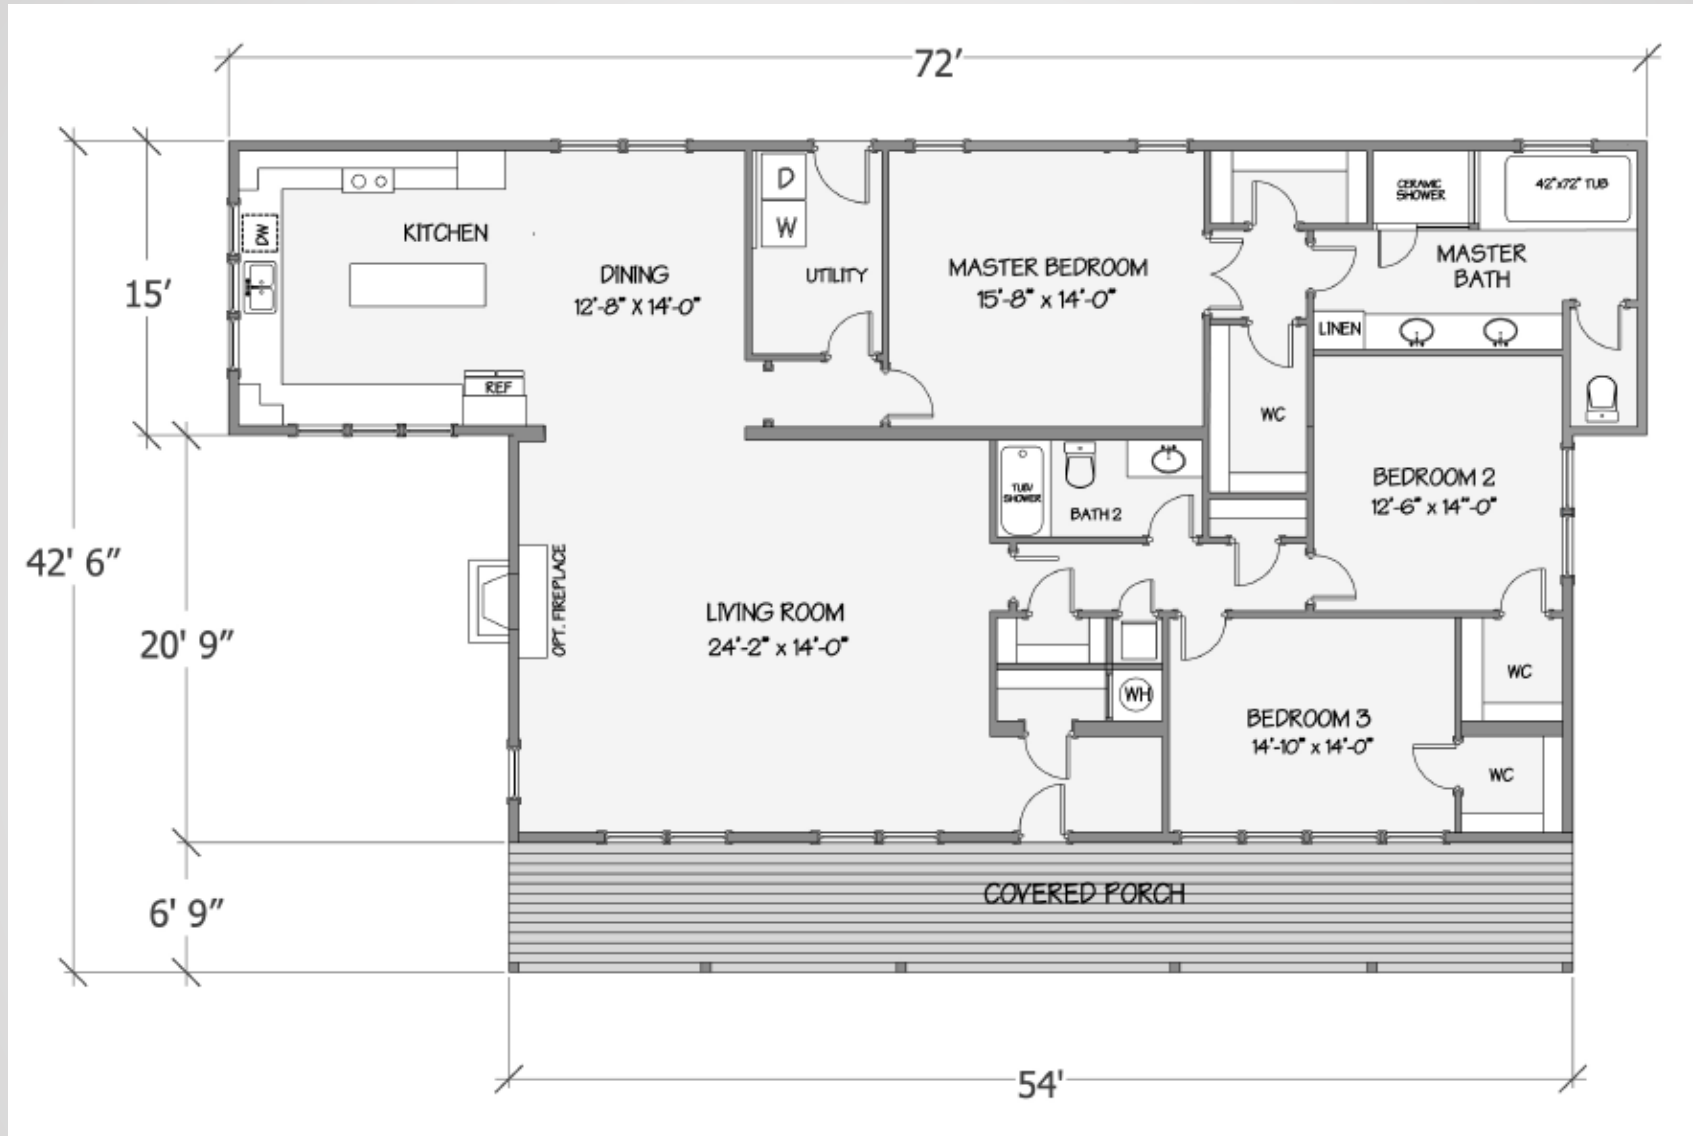 72'
D
W
KITCHEN
DW
DINING
12'-8" X 14'-0"
UTILITY
MASTER BEDROOM
15'-8" x 14'-0"
CERAMIC
SHOWER
42"x72" TUB
MASTER
BATH
LINEN
15'
REF
WC
BEDROOM 2
12'-6" x 14"-0"
TUB/
SHOWER
BATH 2
42' 6"
OPT. FIREPLACE
LIVING ROOM
24'-2" x 14'-0"
20' 9"
WH
WC
BEDROOM 3
14'-10" x 14'-0"
WC
6' 9"
COVERED PORCH
54'